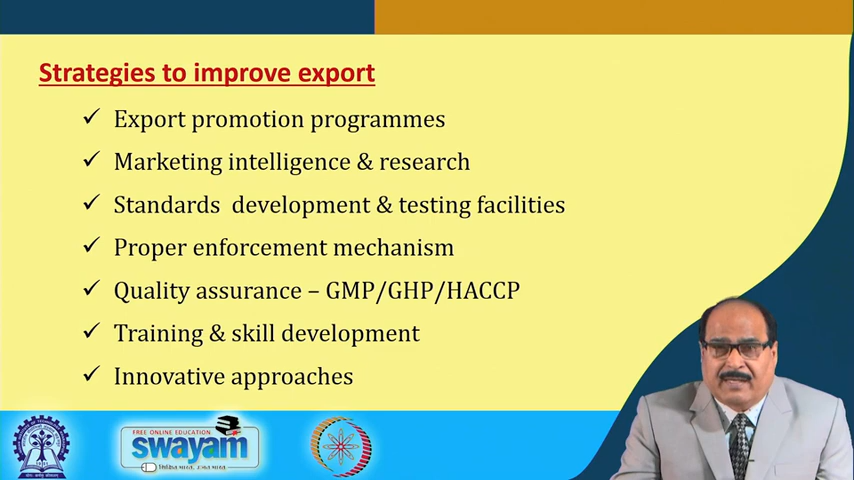 Strategies to improve export
✓ Export promotion programmes
✓ Marketing intelligence & research
✓ Standards development & testing facilities
✓ Proper enforcement mechanism
✓ Quality assurance – GMP/GHP/HACCP
✓ Training & skill development
✓ Innovative approaches
FREE ONLINE EDUCATION
swayam